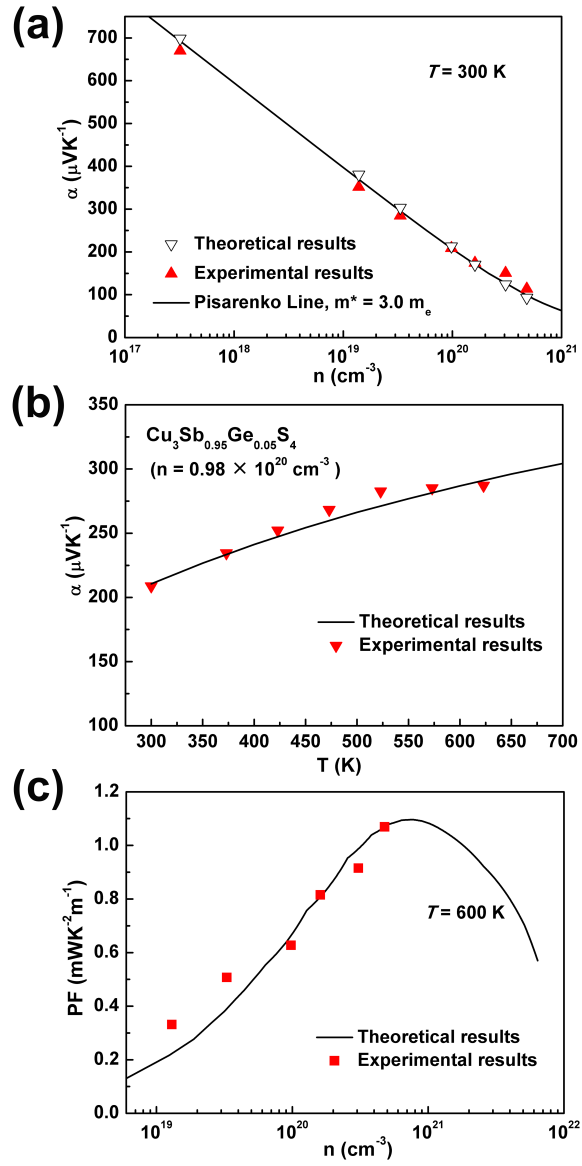 (a)
700
600
500
400
300
200
100
0
α (μVK⁻¹)
T = 300 K
Theoretical results
Experimental results
Pisarenko Line, m* = 3.0 mₑ
10¹⁷ 10¹⁸ 10¹⁹ 10²⁰ 10²¹
n (cm⁻³)
(b)
350
300
250
200
150
100
α (μVK⁻¹)
Cu₃Sb₀.₉₅Ge₀.₀₅S₄
(n = 0.98 × 10²⁰ cm⁻³ )
Theoretical results
Experimental results
300 350 400 450 500 550 600 650 700
T (K)
(c)
1.2
1.0
0.8
0.6
0.4
0.2
0.0
PF (mWK⁻²m⁻¹)
T = 600 K
Theoretical results
Experimental results
10¹⁹ 10²⁰ 10²¹ 10²²
n (cm⁻³)